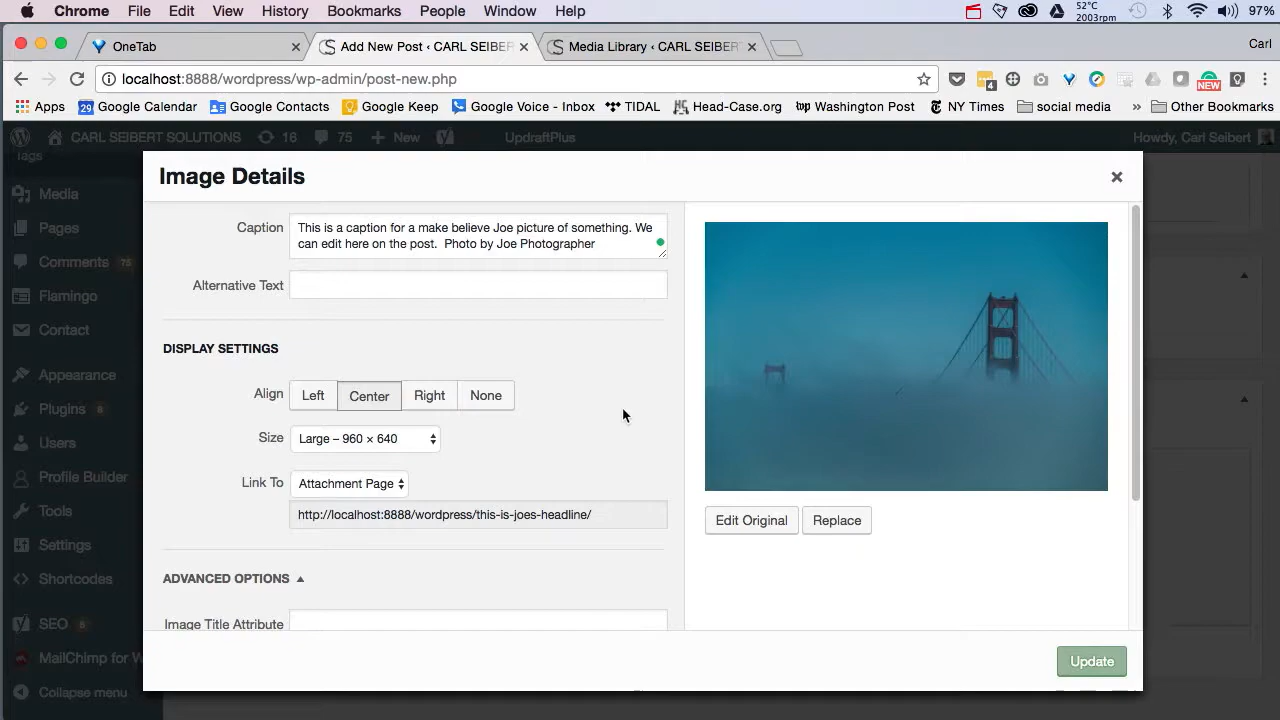 Chrome File Edit View History Bookmarks People Window Help 52°C 2003rpm 97%
OneTab Add New Post ‹ CARL SEIBER Media Library ‹ CARL SEIBER Carl
localhost:8888/wordpress/wp-admin/post-new.php 4 NEW
Apps 29 Google Calendar Google Contacts Google Keep Google Voice - Inbox TIDAL Head-Case.org wp Washington Post NY Times social media » Other Bookmarks
CARL SEIBERT SOLUTIONS 16 75 New UpdraftPlus Howdy, Carl Seibert
Tags
Media
Pages
Comments 75
Flamingo
Contact
Appearance
Plugins 6
Users
Profile Builder
Tools
Settings
Shortcodes
SEO 6
MailChimp for W
Collapse menu
Image Details
Caption This is a caption for a make believe Joe picture of something. We
can edit here on the post. Photo by Joe Photographer
Alternative Text
DISPLAY SETTINGS
Align Left Center Right None
Size Large – 960 × 640
Link To Attachment Page
http://localhost:8888/wordpress/this-is-joes-headline/
ADVANCED OPTIONS
Image Title Attribute
Edit Original Replace
Update